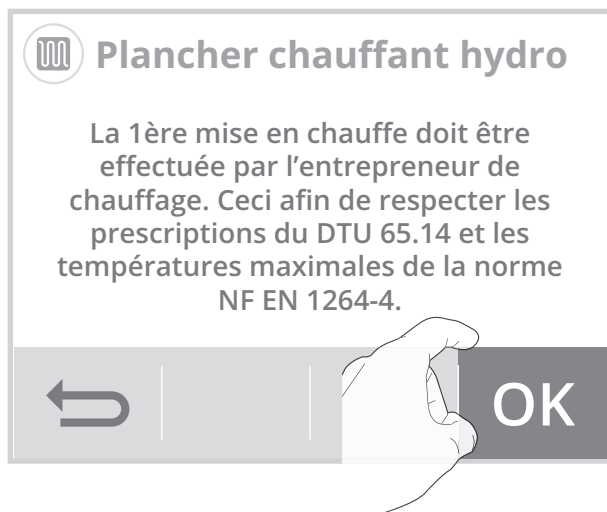 Plancher chauffant hydro
La 1ère mise en chauffe doit être
effectuée par l’entrepreneur de
chauffage. Ceci afin de respecter les
prescriptions du DTU 65.14 et les
températures maximales de la norme
NF EN 1264-4.
OK